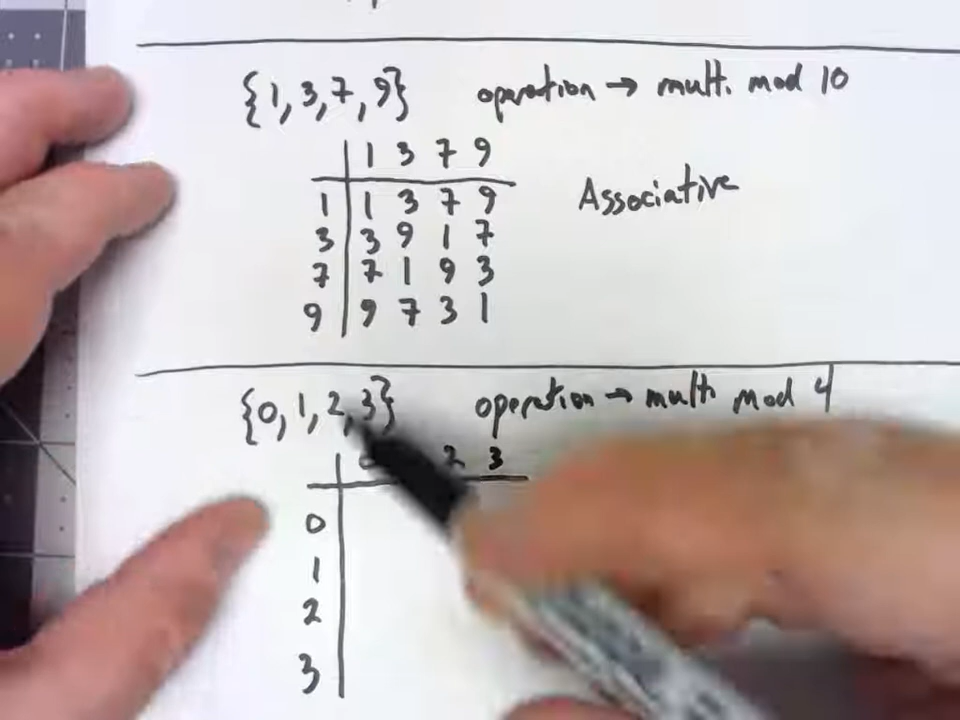 {1,3,7,9} operation → multi. mod 10
1 3 7 9
1 1 3 7 9
3 3 9 1 7 Associative
7 7 1 9 3
9 9 7 3 1
{0,1,2,3} operation → multi. mod 4
2 3
0
1
2
3